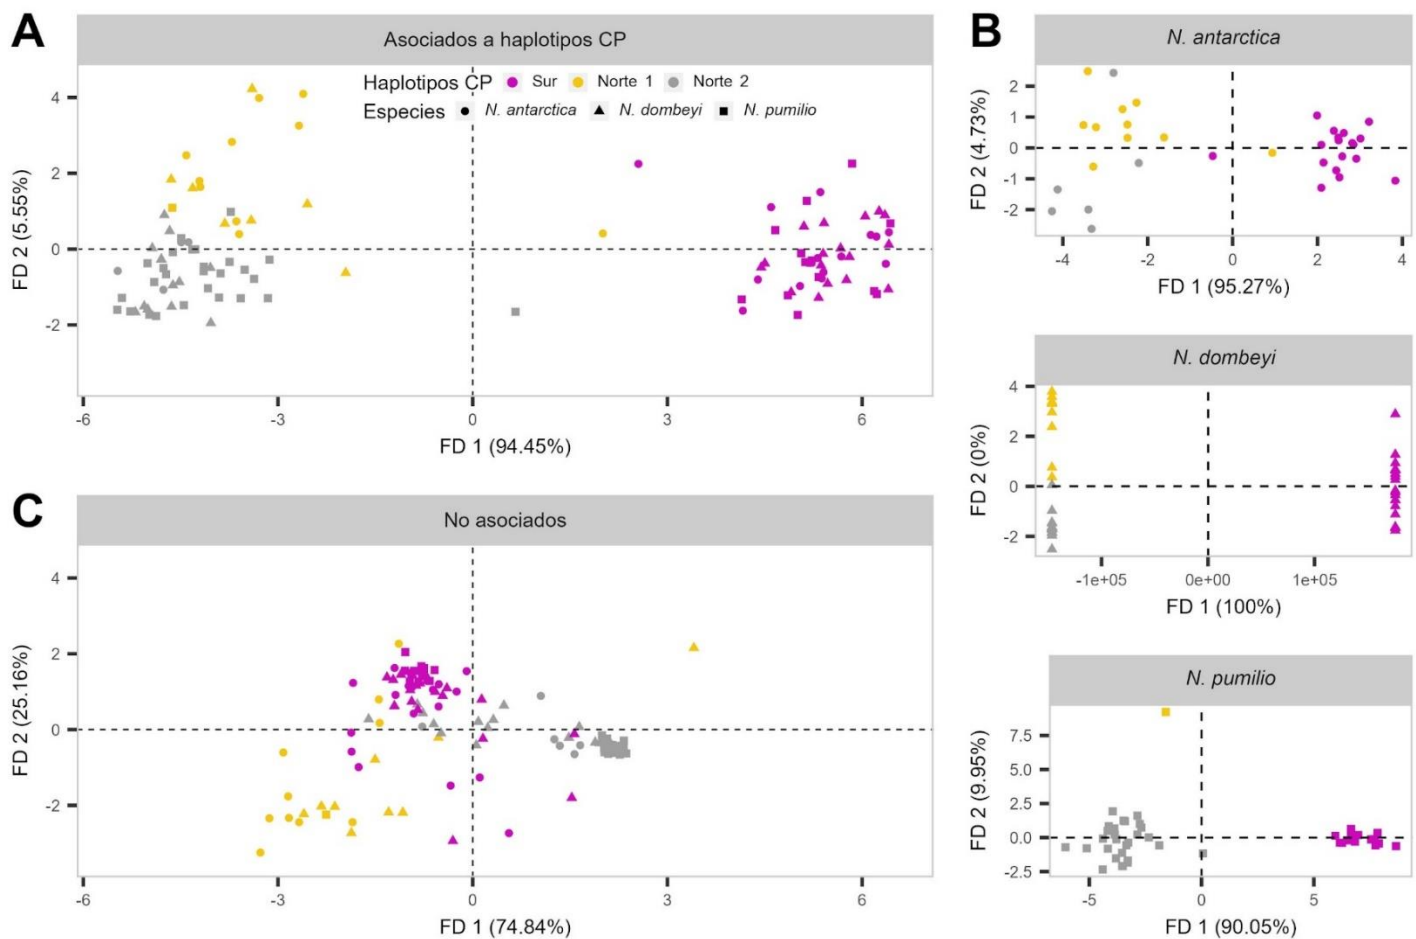 A
Asociados a haplotipos CP
Haplotipos CP Sur Norte 1 Norte 2
Especies N. antarctica N. dombeyi N. pumilio
4
2
0
-2
FD 2 (5.55%)
-6 -3 0 3 6
FD 1 (94.45%)
B
N. antarctica
2
1
0
-1
-2
FD 2 (4.73%)
-4 -2 0 2 4
FD 1 (95.27%)
N. dombeyi
4
2
0
-2
FD 2 (0%)
-1e+05 0e+00 1e+05
FD 1 (100%)
N. pumilio
7.5
5.0
2.5
0.0
-2.5
FD 2 (9.95%)
-5 0 5
FD 1 (90.05%)
C
No asociados
4
2
0
-2
FD 2 (25.16%)
-6 -3 0 3 6
FD 1 (74.84%)